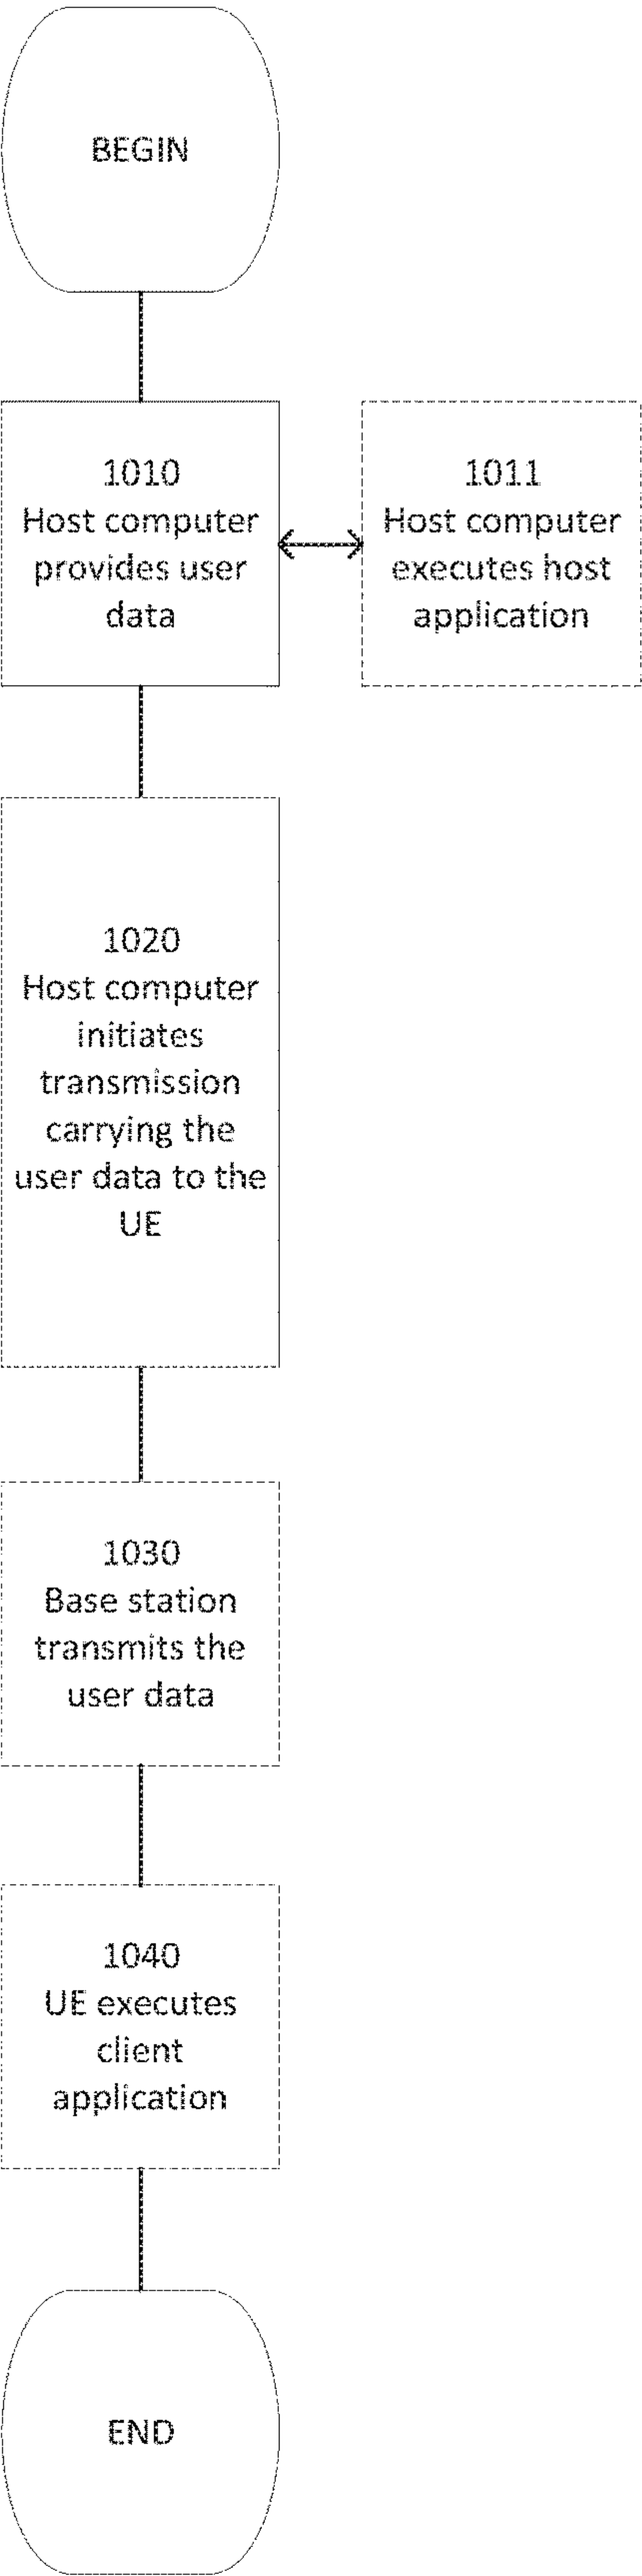 BEGIN
1010
Host computer
provides user
data
1011
Host computer
executes host
application
1020
Host computer
initiates
transmission
carrying the
user data to the
UE
1030
Base station
transmits the
user data
1040
UE executes
client
application
END